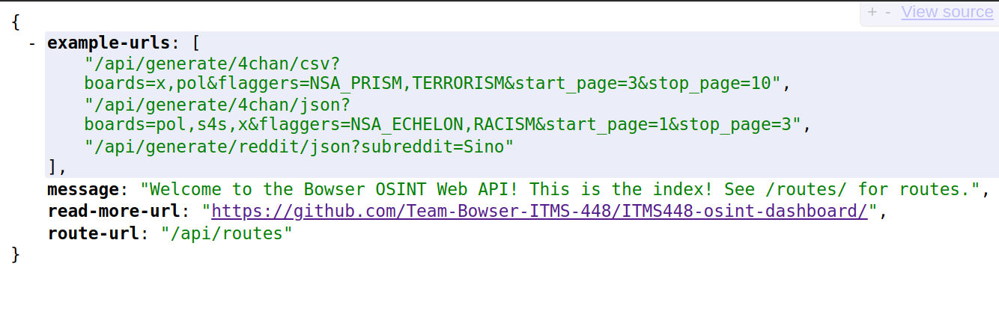 + - View source
{
- example-urls: [
"/api/generate/4chan/csv?
boards=x,pol&flaggers=NSA_PRISM,TERRORISM&start_page=3&stop_page=10",
"/api/generate/4chan/json?
boards=pol,s4s,x&flaggers=NSA_ECHELON,RACISM&start_page=1&stop_page=3",
"/api/generate/reddit/json?subreddit=Sino"
],
message: "Welcome to the Bowser OSINT Web API! This is the index! See /routes/ for routes.",
read-more-url: "https://github.com/Team-Bowser-ITMS-448/ITMS448-osint-dashboard/",
route-url: "/api/routes"
}